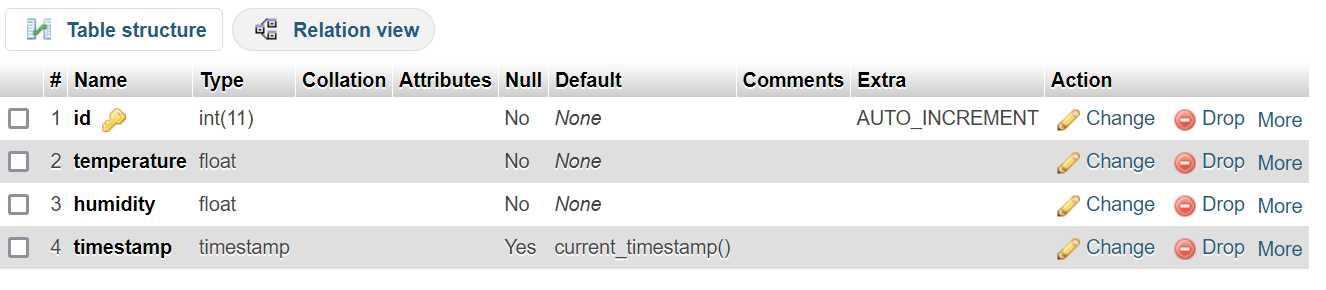 Table structure Relation view
# Name Type Collation Attributes Null Default Comments Extra Action
1 id int(11) No None AUTO_INCREMENT Change Drop More
2 temperature float No None Change Drop More
3 humidity float No None Change Drop More
4 timestamp timestamp Yes current_timestamp() Change Drop More